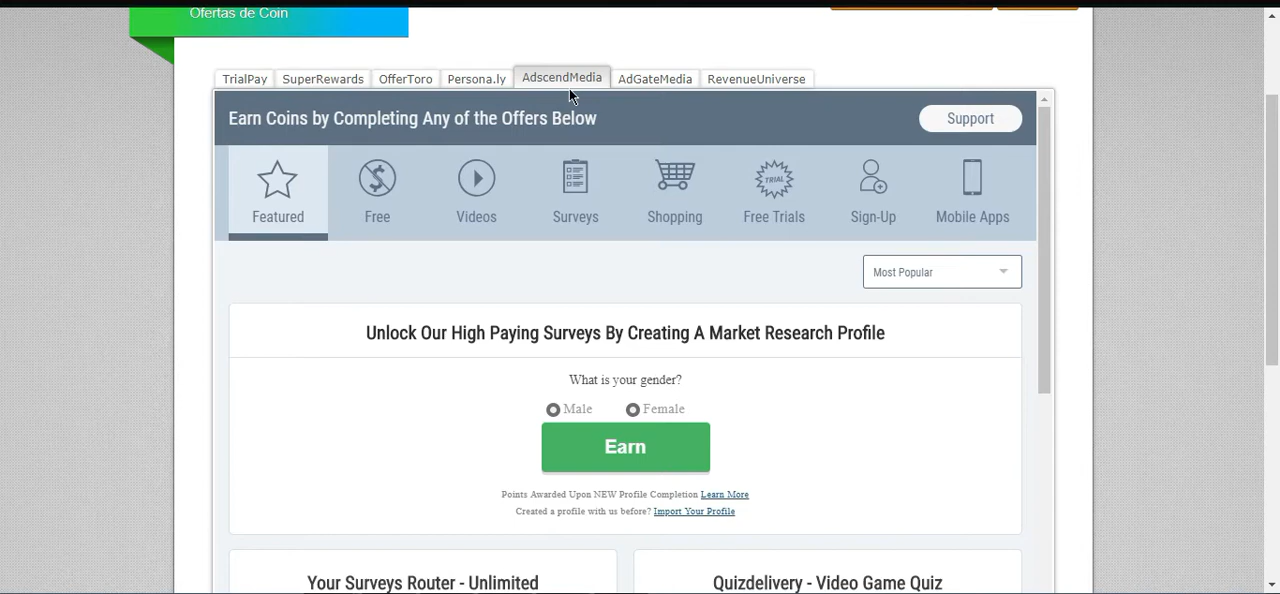 Ofertas de Coin
TrialPay SuperRewards OfferToro Persona.ly AdscendMedia AdGateMedia RevenueUniverse
Earn Coins by Completing Any of the Offers Below Support
TRIAL
Featured Free Videos Surveys Shopping Free Trials Sign-Up Mobile Apps
Most Popular
Unlock Our High Paying Surveys By Creating A Market Research Profile
What is your gender?
Male Female
Earn
Points Awarded Upon NEW Profile Completion Learn More
Created a profile with us before? Import Your Profile
Your Surveys Router - Unlimited Quizdelivery - Video Game Quiz